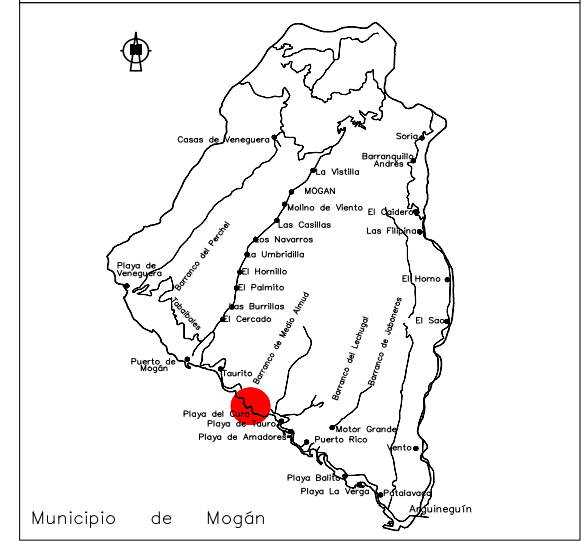 N
Casas de Veneguera
Soria
Barranquillo
Andrés
La Vistilla
MOGAN
Molino de Viento
El Caidero
Las Casillas
Las Filipina
Los Navarros
La Umbridilla
Playa de
Veneguera
Barranco del Perchel
El Hornillo
El Horno
El Palmito
Tabaibales
Las Burrillas
El Cercado
Barranco de Medio Almud
Barranco del Lechugal
Barranco de Jaboneros
El Sao
Puerto de
Mogán
Taurito
Playa del Cura
Playa de Tauro
Playa de Amadores
Motor Grande
Puerto Rico
Vento
Playa Balito
Playa La Verga
Patalavaca
Arguineguín
Municipio de Mogán